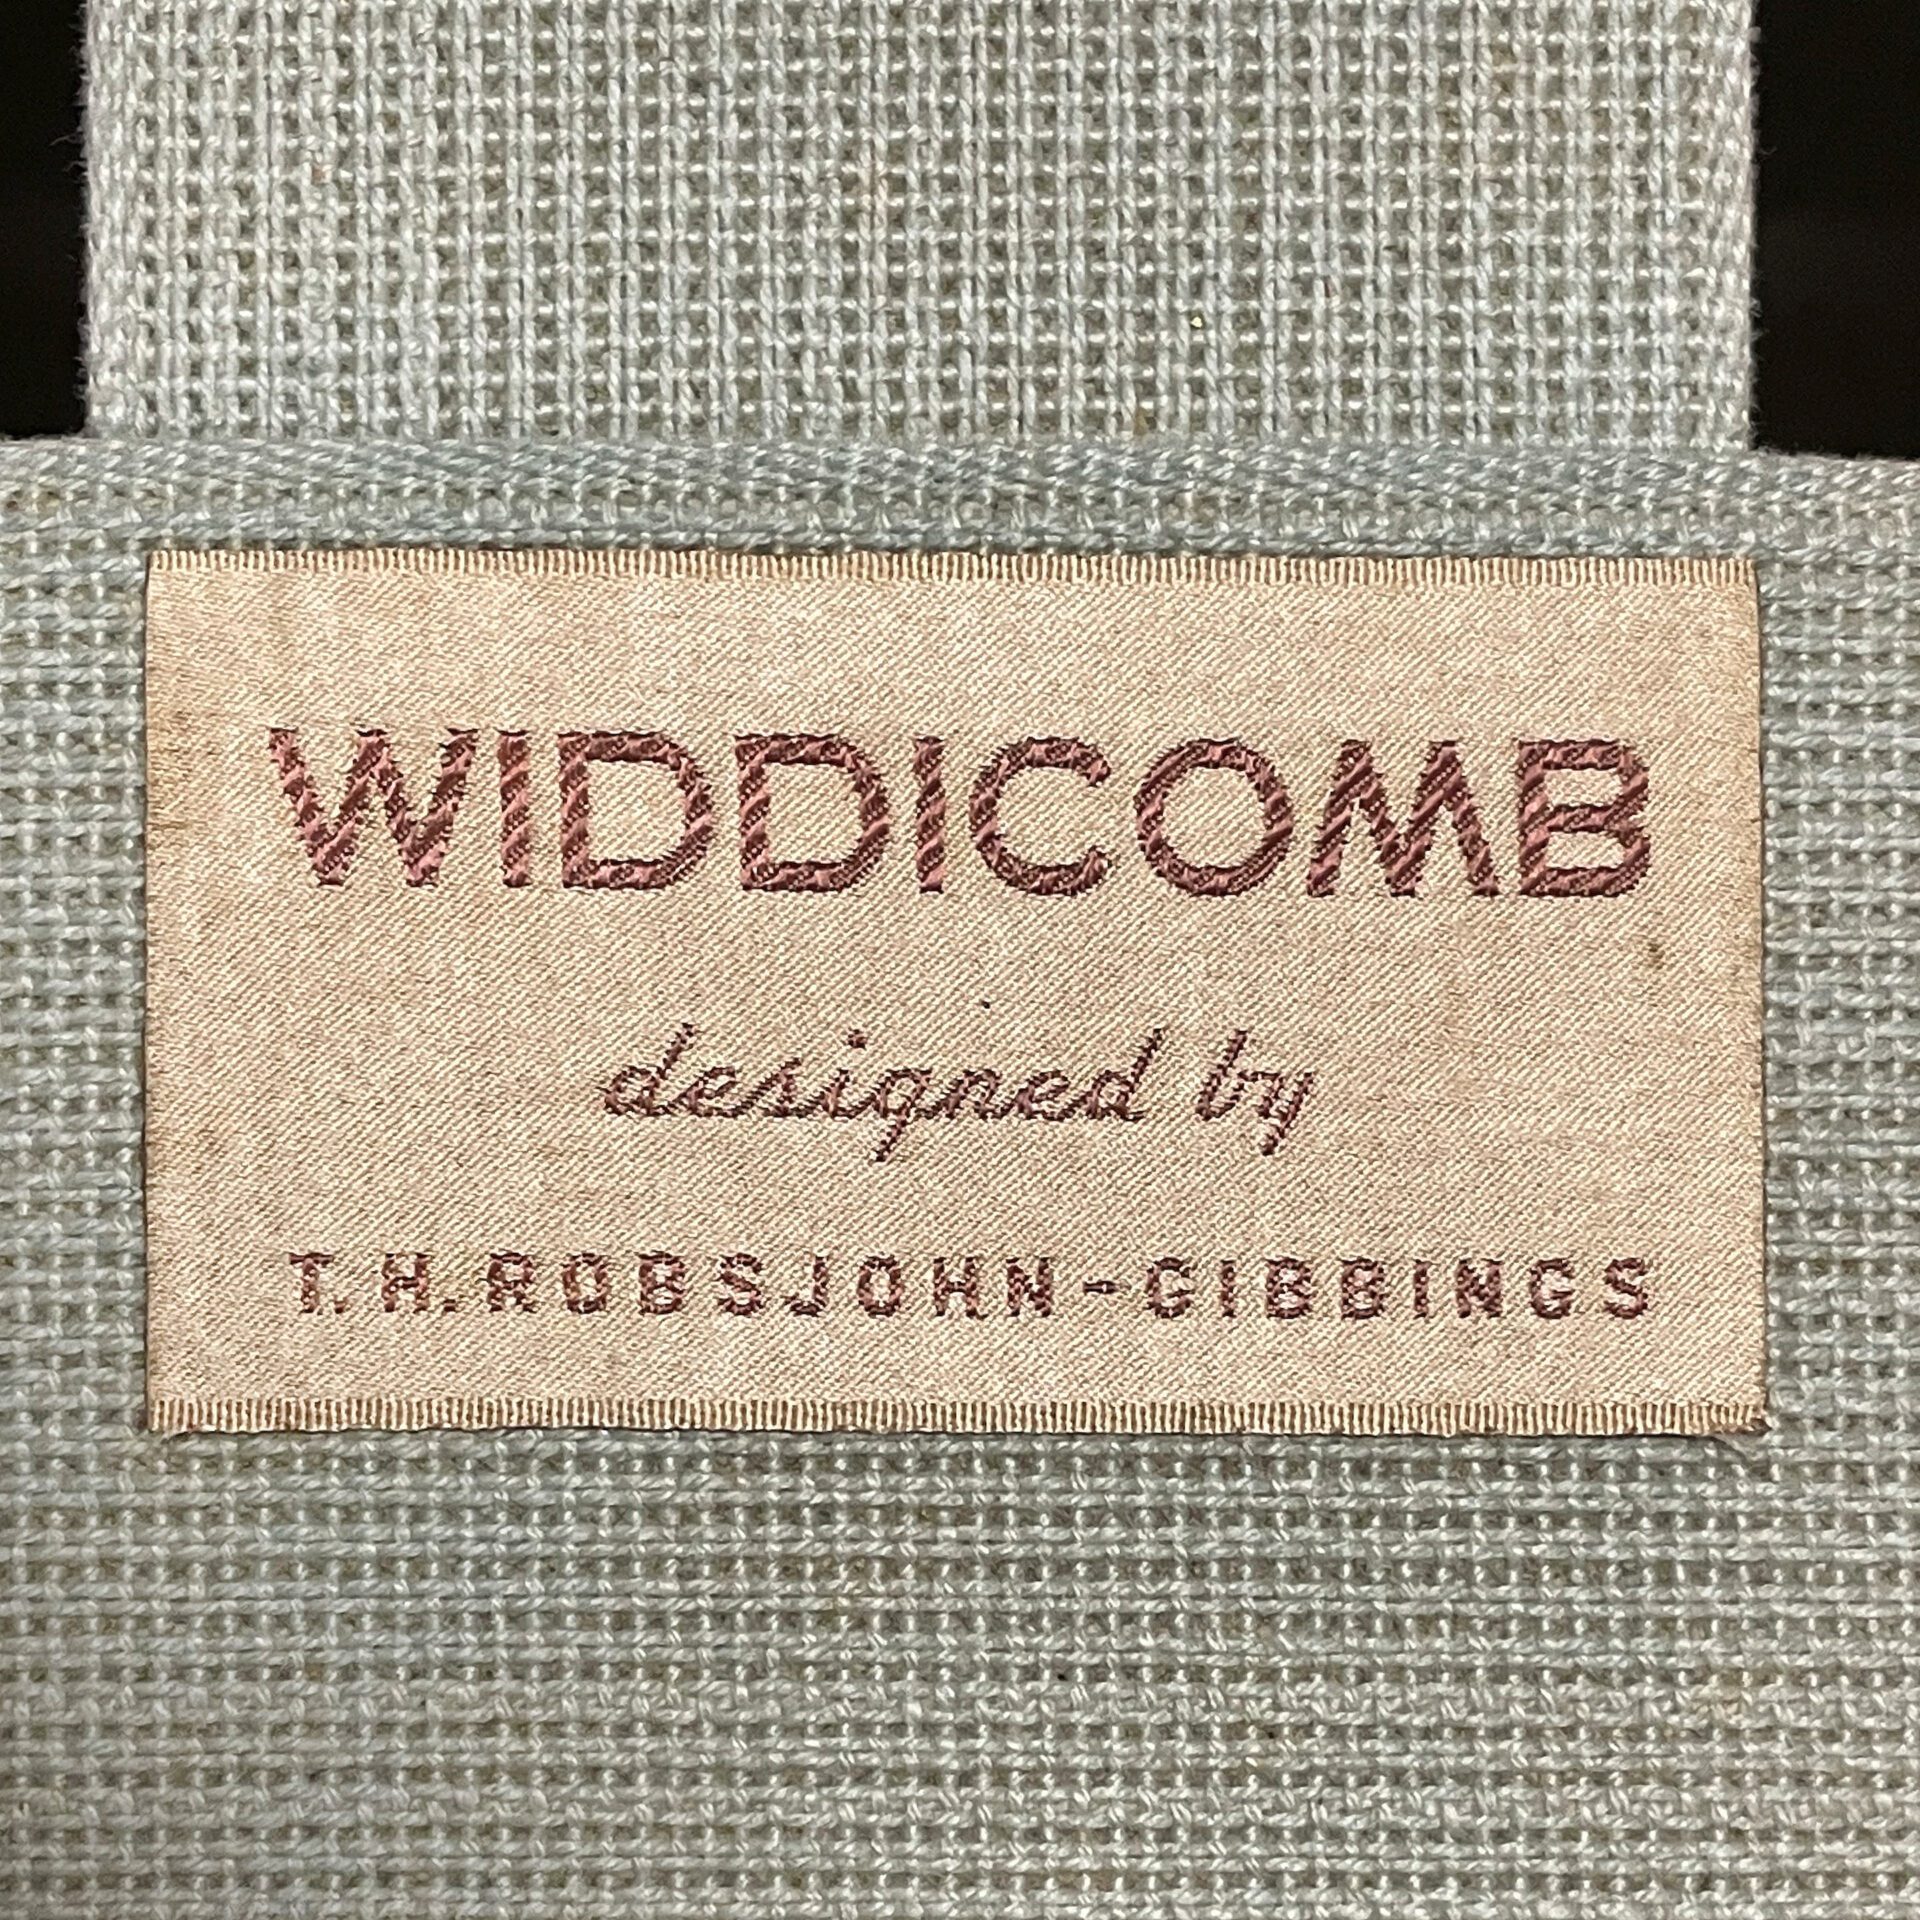 WIDDICOMB
designed by
T.H. ROBSJOHN-GIBBINGS